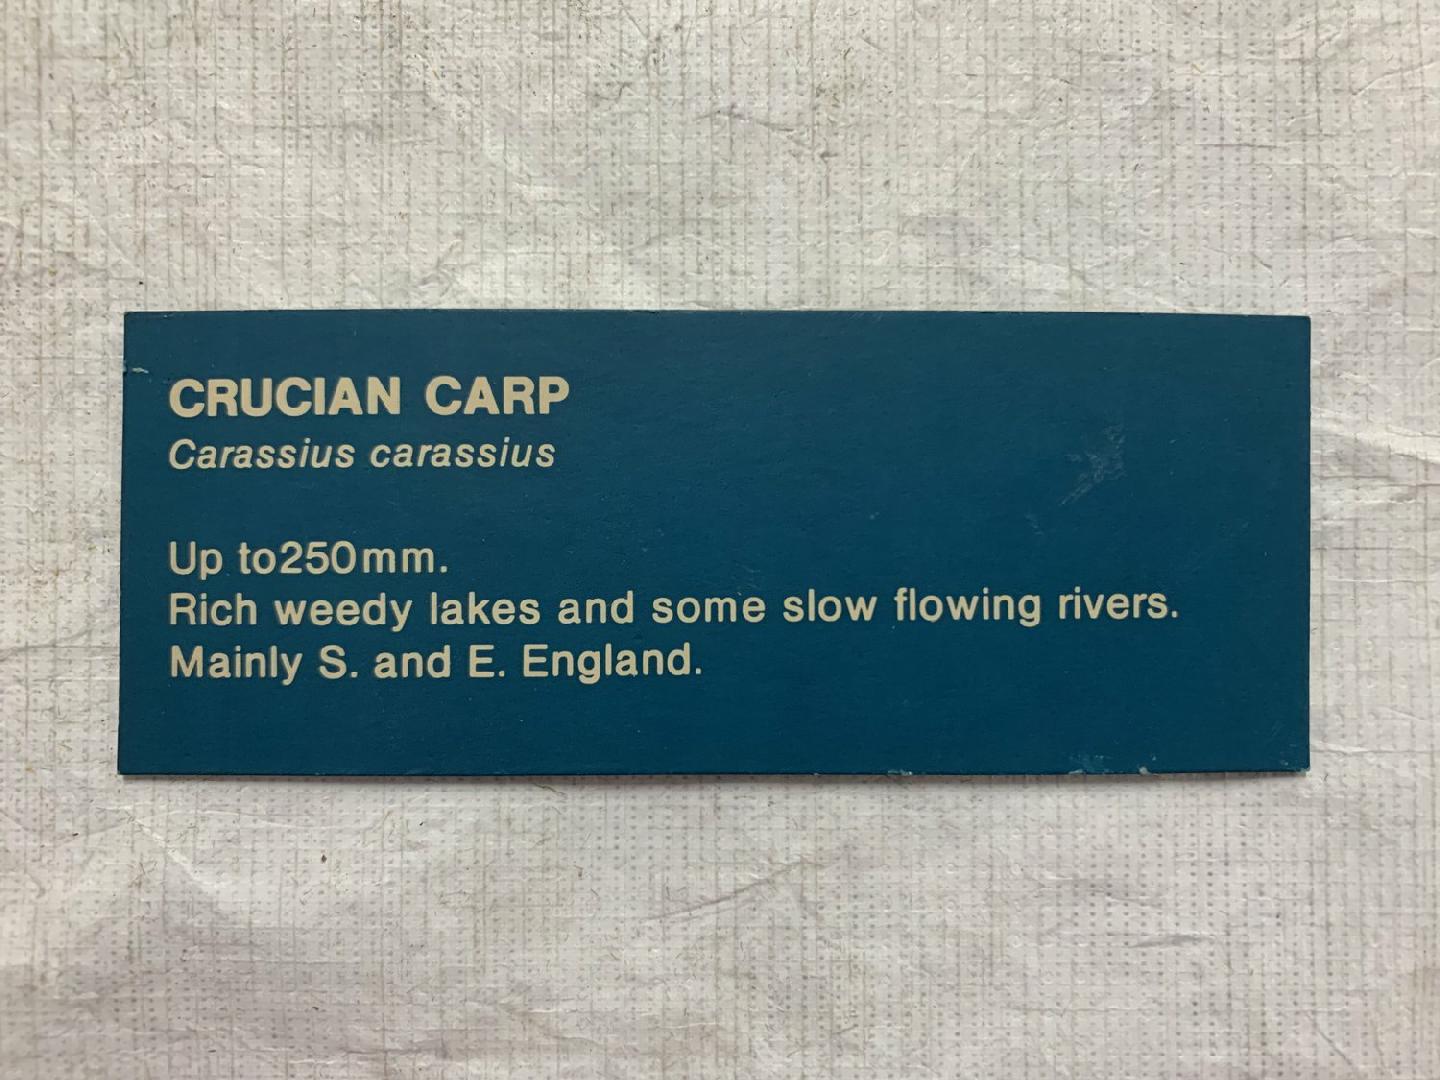 CRUCIAN CARP
Carassius carassius
Up to250mm.
Rich weedy lakes and some slow flowing rivers.
Mainly S. and E. England.